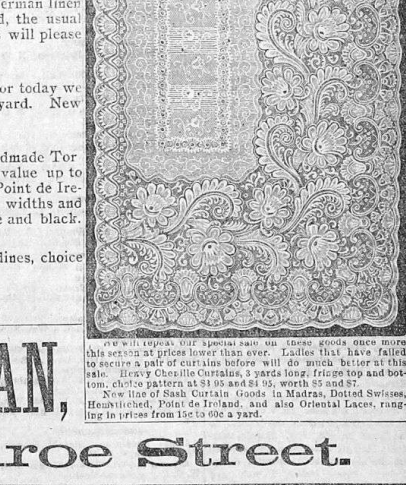 erman linen
d, the usual
will please
or today we
yard. New
dmade Tor
value up to
Point de Ire-
widths and
e and black.
lines, choice
We will repeat our special sale on these goods once more
this season at prices lower than ever. Ladies that have failed
to secure a pair of curtains before will do much better at this
sale. Heavy Chenille Curtains, 3 yards long, fringe top and bot-
tom, choice pattern at $3 95 and $4 95, worth $5 and $7.
New line of Sash Curtain Goods in Madras, Dotted Swisses,
Hemstitched, Point de Ireland, and also Oriental Laces, rang-
ing in prizes from 15c to 60c a yard.
AN,
roe Street.